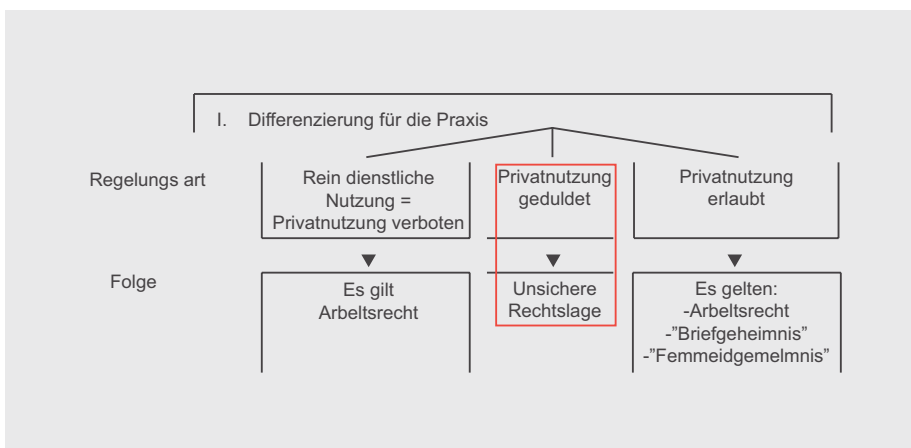 I. Differenzierung für die Praxis
Regelungs art
Rein dienstliche
Nutzung =
Privatnutzung verboten
Privatnutzung
geduldet
Privatnutzung
erlaubt
Folge
Es gilt
Arbeitsrecht
Unsichere
Rechtslage
Es gelten:
-Arbeitsrecht
-”Briefgeheimnis”
-”Femmeidgemelmnis”